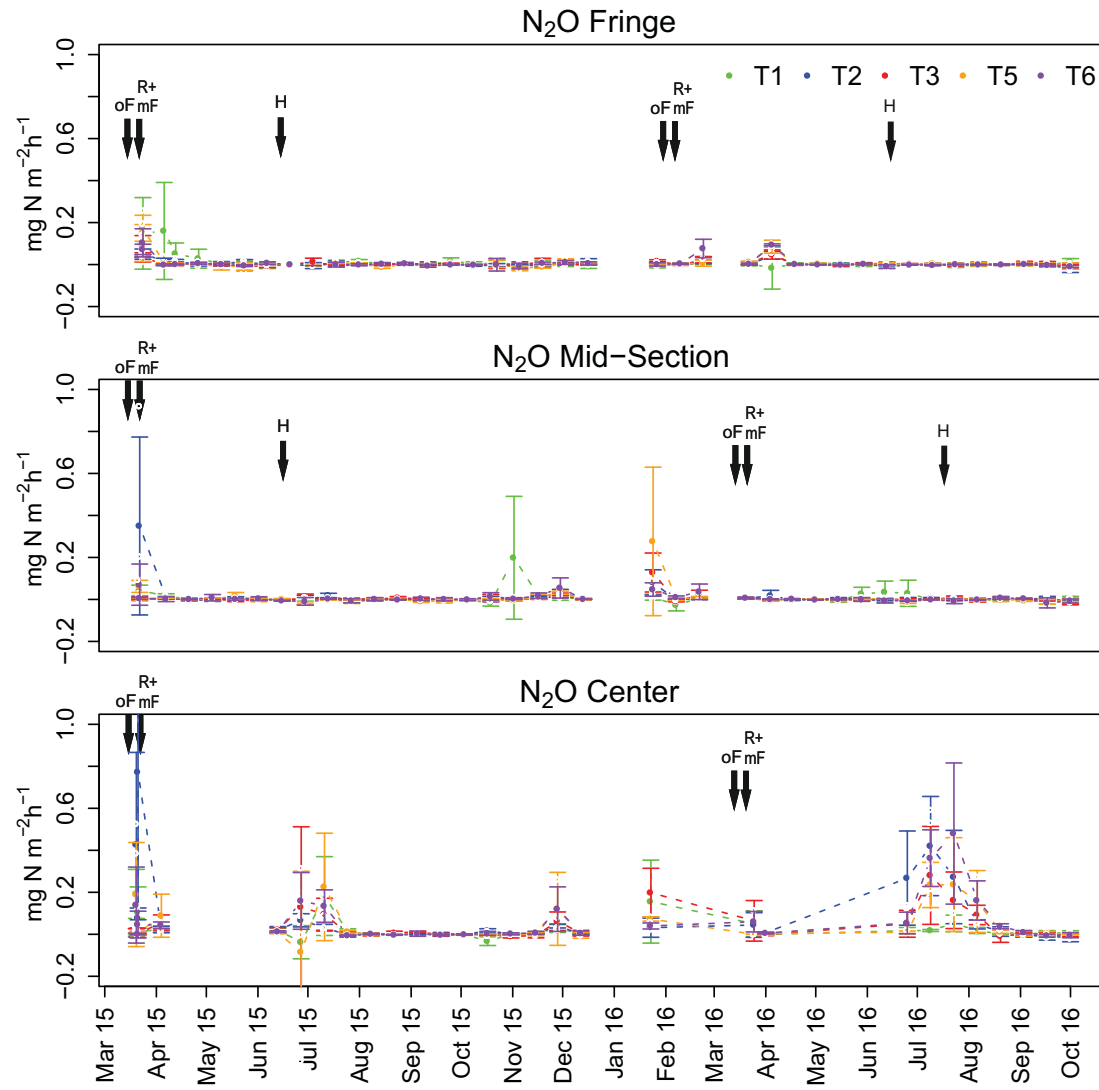 N₂O Fringe
mg N m⁻²h⁻¹
1.0
0.6
0.2
−0.2
T1 T2 T3 T5 T6
oF R+ mF
H
oF R+ mF
H
N₂O Mid−Section
mg N m⁻²h⁻¹
1.0
0.6
0.2
−0.2
oF R+ mF
H
oF R+ mF
H
N₂O Center
mg N m⁻²h⁻¹
1.0
0.6
0.2
−0.2
oF R+ mF
oF R+ mF
Mar 15
Apr 15
May 15
Jun 15
Jul 15
Aug 15
Sep 15
Oct 15
Nov 15
Dec 15
Jan 16
Feb 16
Mar 16
Apr 16
May 16
Jun 16
Jul 16
Aug 16
Sep 16
Oct 16